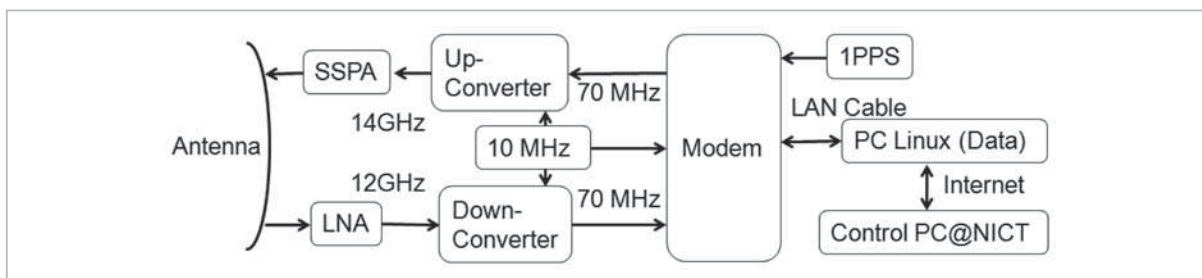 SSPA
Up-
Converter
70 MHz
1PPS
LAN Cable
14GHz
Antenna
10 MHz
Modem
PC Linux (Data)
12GHz
70 MHz
Internet
LNA
Down-
Converter
Control PC@NICT